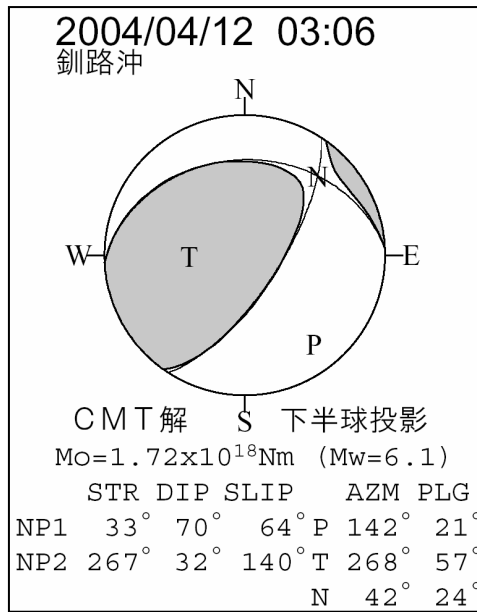 2004/04/12 03:06
釧路沖
N
N
W T E
P
CMT解 S 下半球投影
Mo=1.72x10¹⁸Nm (Mw=6.1)
STR DIP SLIP AZM PLG
NP1 33° 70° 64° P 142° 21°
NP2 267° 32° 140° T 268° 57°
N 42° 24°